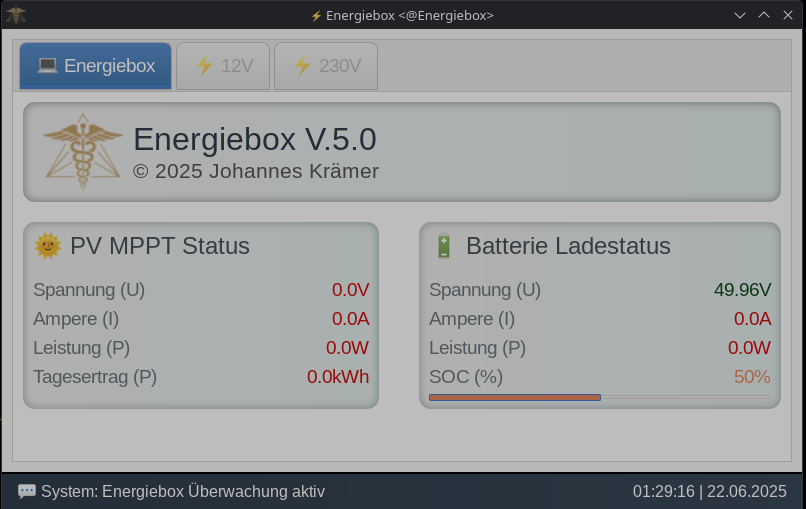 ⚡ Energiebox <@Energiebox>
💻 Energiebox
⚡ 12V
⚡ 230V
Energiebox V.5.0
© 2025 Johannes Krämer
🌞 PV MPPT Status
Spannung (U) 0.0V
Ampere (I) 0.0A
Leistung (P) 0.0W
Tagesertrag (P) 0.0kWh
🔋 Batterie Ladestatus
Spannung (U) 49.96V
Ampere (I) 0.0A
Leistung (P) 0.0W
SOC (%) 50%
💬 System: Energiebox Überwachung aktiv
01:29:16 | 22.06.2025